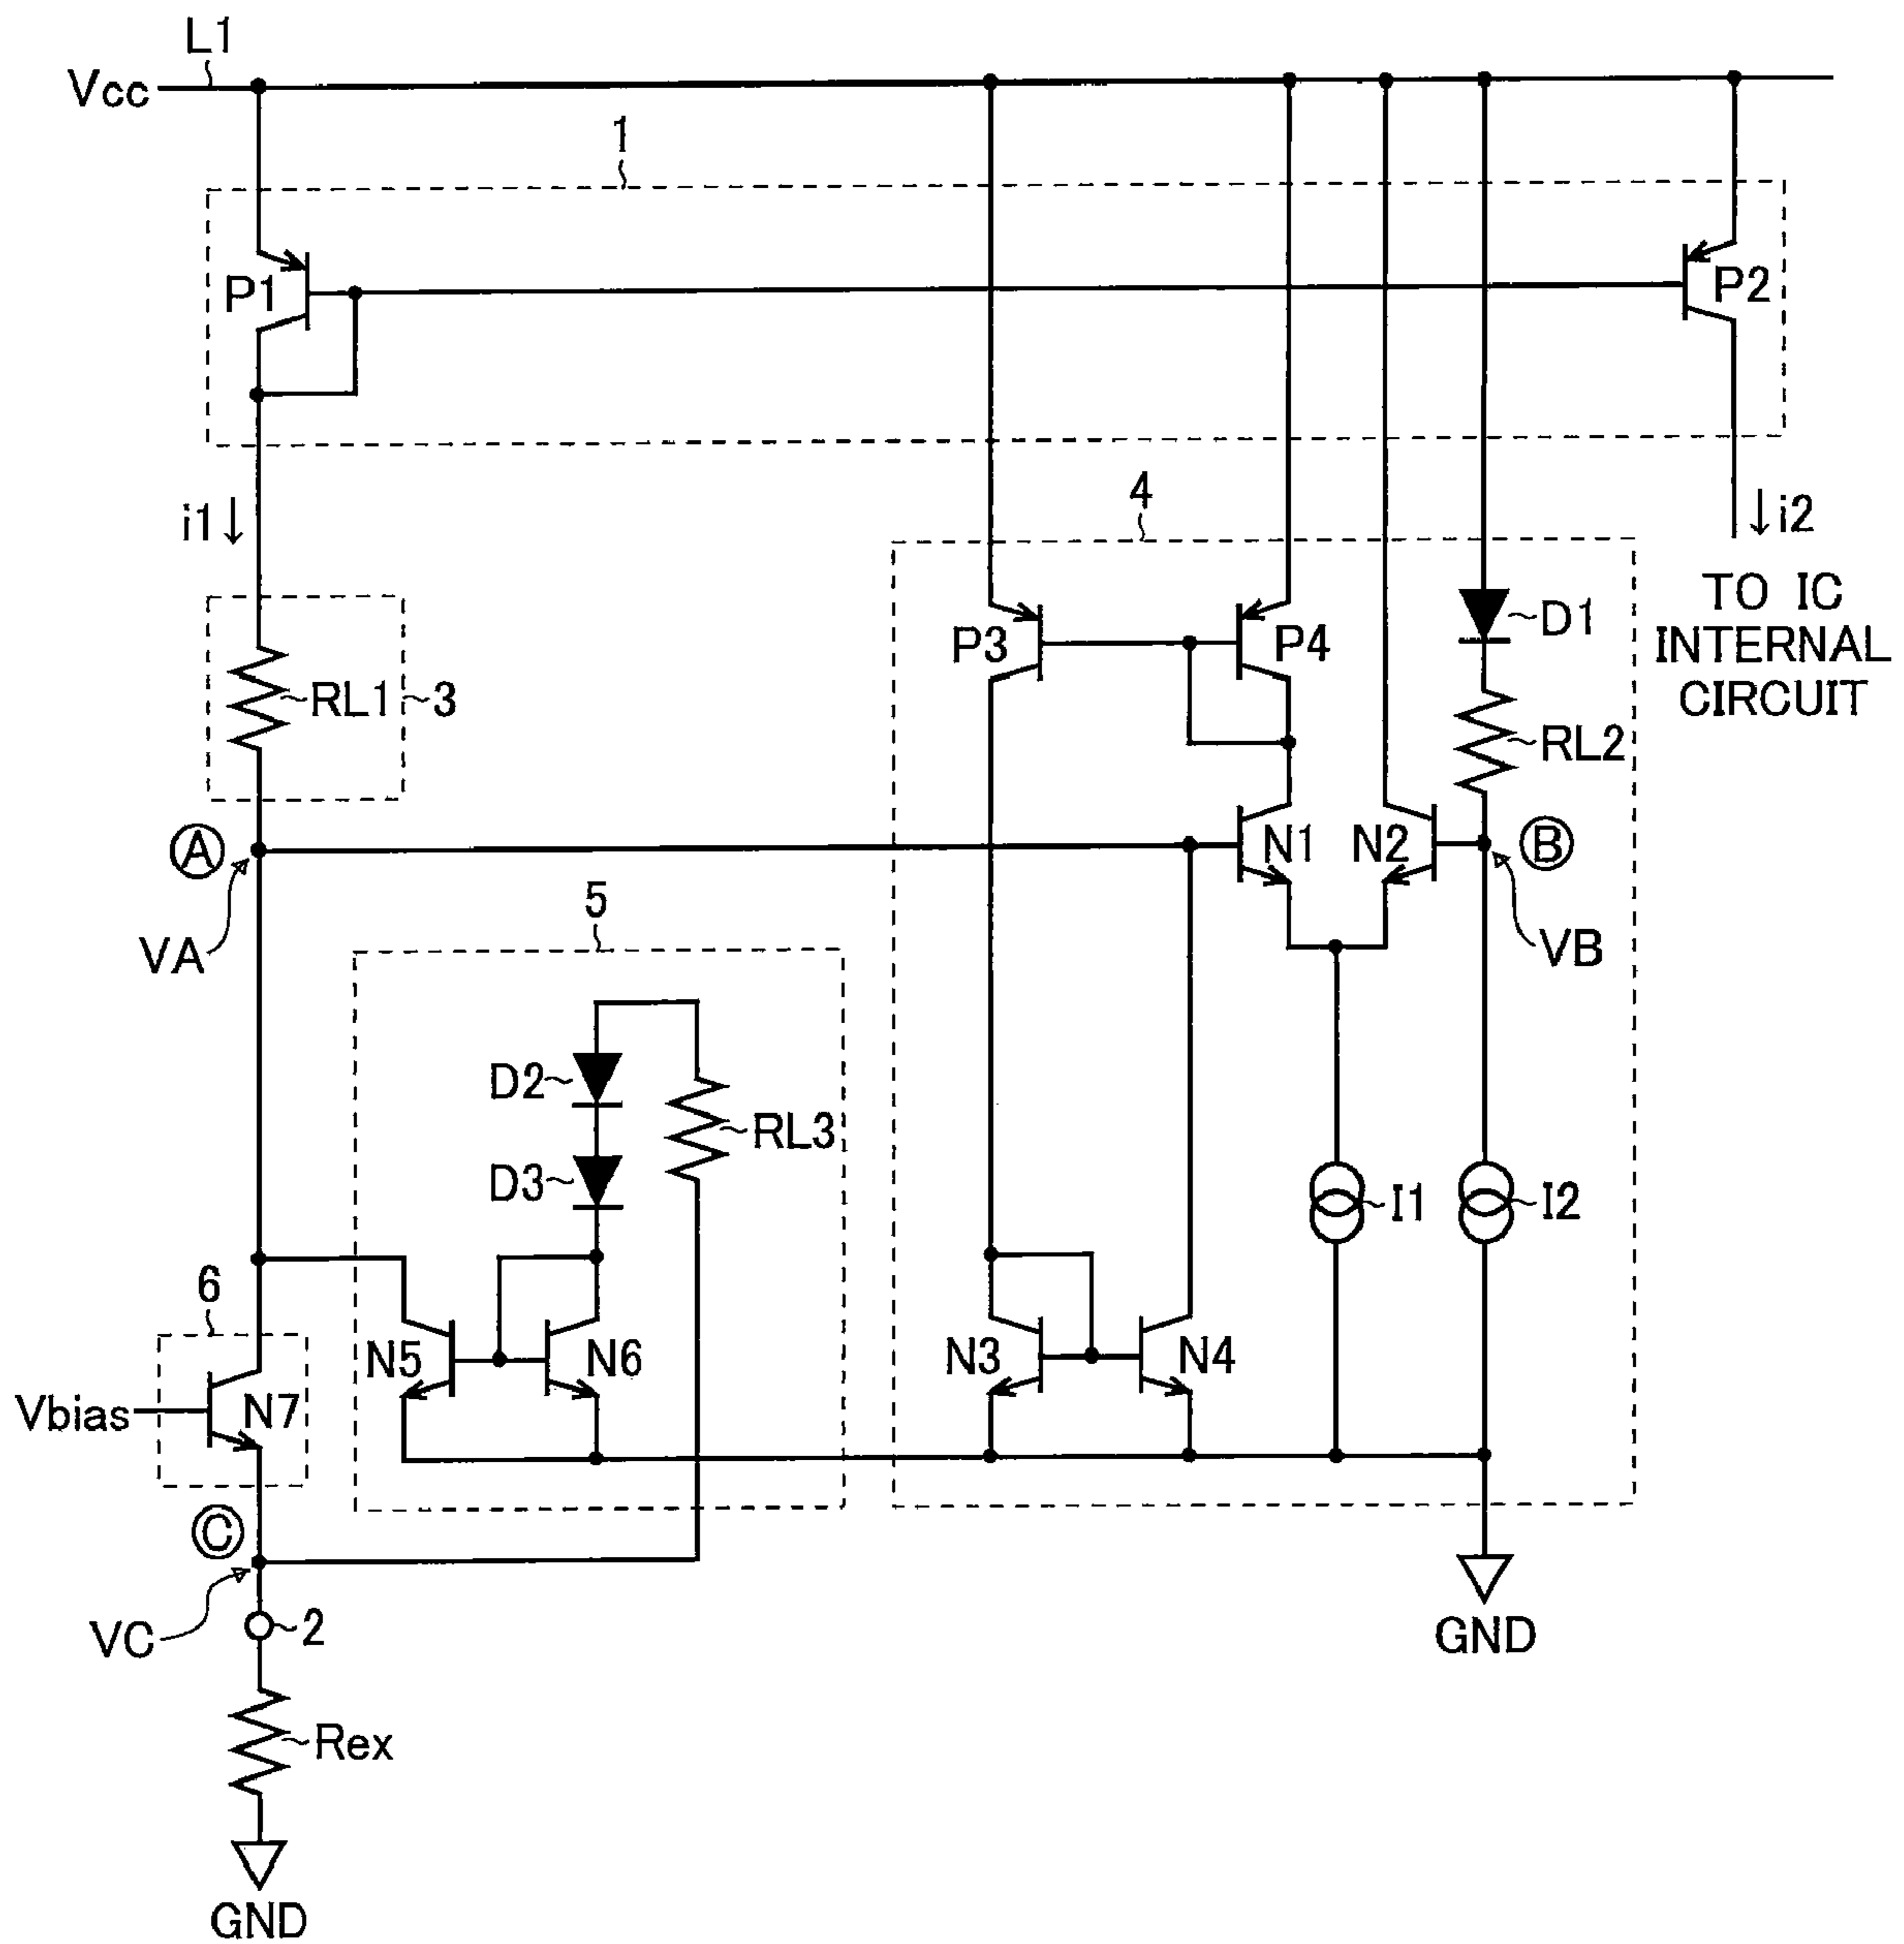 L1
Vcc
1
P1
P2
i1
4
i2
TO IC
INTERNAL
CIRCUIT
P3
P4
D1
RL1
3
RL2
A
N1
N2
B
VA
5
VB
D2
RL3
D3
I1
I2
6
N5
N6
N3
N4
Vbias
N7
C
VC
2
GND
Rex
GND